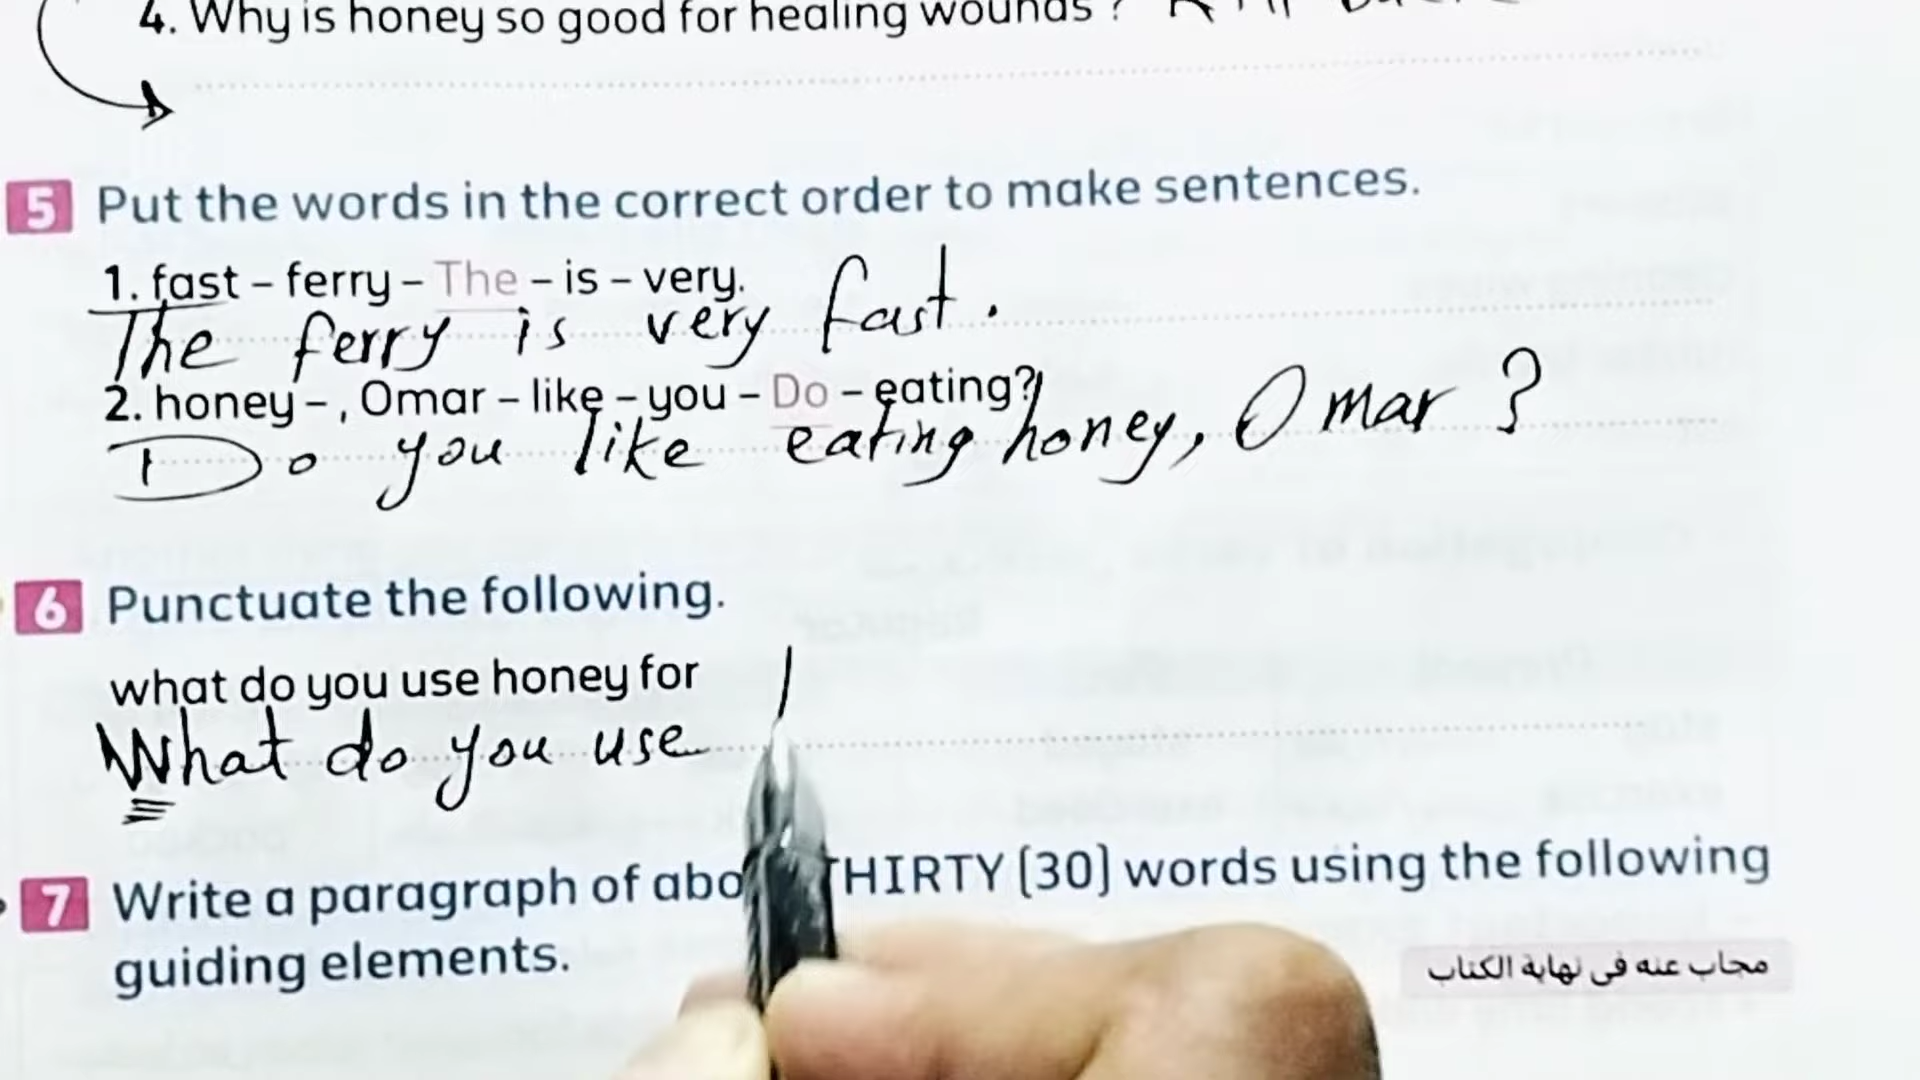 4. Why is honey so good for healing wounds ?
5 Put the words in the correct order to make sentences.
1. fast – ferry – The – is – very.
The ferry is very fast.
2. honey – , Omar – like – you – Do – eating?
Do you like eating honey, Omar ?
6 Punctuate the following.
what do you use honey for
What do you use
7 Write a paragraph of abo THIRTY (30) words using the following
guiding elements.
مجاب عنه فى نهاية الكتاب